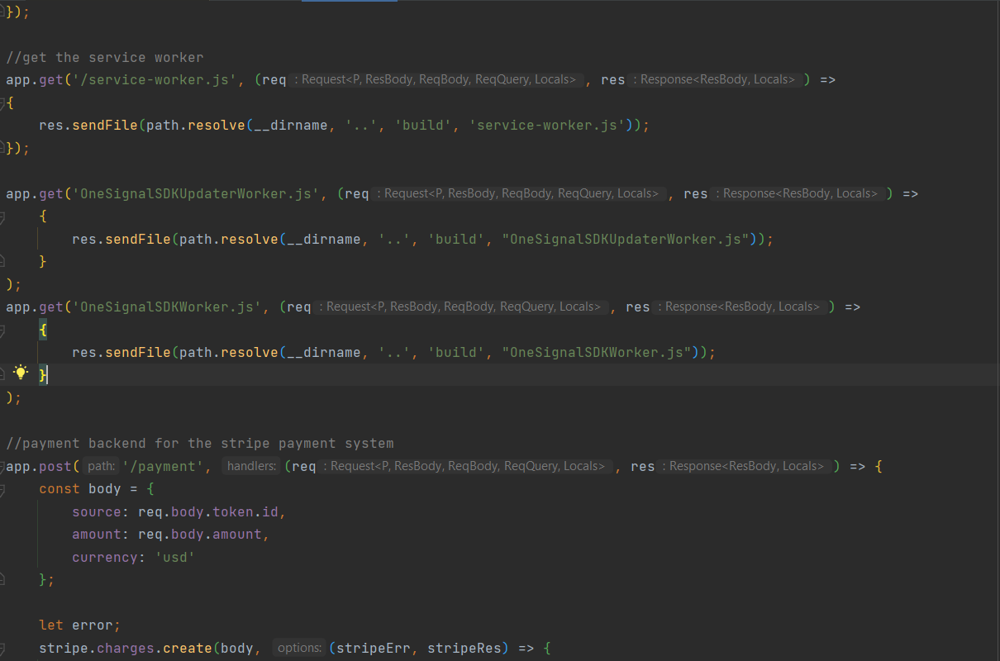 });
//get the service worker
app.get('/service-worker.js', (req : Request<P, ResBody, ReqBody, ReqQuery, Locals> , res : Response<ResBody, Locals> ) =>
{
res.sendFile(path.resolve(__dirname, '..', 'build', 'service-worker.js'));
});
app.get('OneSignalSDKUpdaterWorker.js', (req : Request<P, ResBody, ReqBody, ReqQuery, Locals> , res : Response<ResBody, Locals> ) =>
{
res.sendFile(path.resolve(__dirname, '..', 'build', "OneSignalSDKUpdaterWorker.js"));
}
);
app.get('OneSignalSDKWorker.js', (req : Request<P, ResBody, ReqBody, ReqQuery, Locals> , res : Response<ResBody, Locals> ) =>
{
res.sendFile(path.resolve(__dirname, '..', 'build', "OneSignalSDKWorker.js"));
}
);
//payment backend for the stripe payment system
app.post( path: '/payment', handlers: (req : Request<P, ResBody, ReqBody, ReqQuery, Locals> , res : Response<ResBody, Locals> ) => {
const body = {
source: req.body.token.id,
amount: req.body.amount,
currency: 'usd'
};
let error;
stripe.charges.create(body, options: (stripeErr, stripeRes) => {